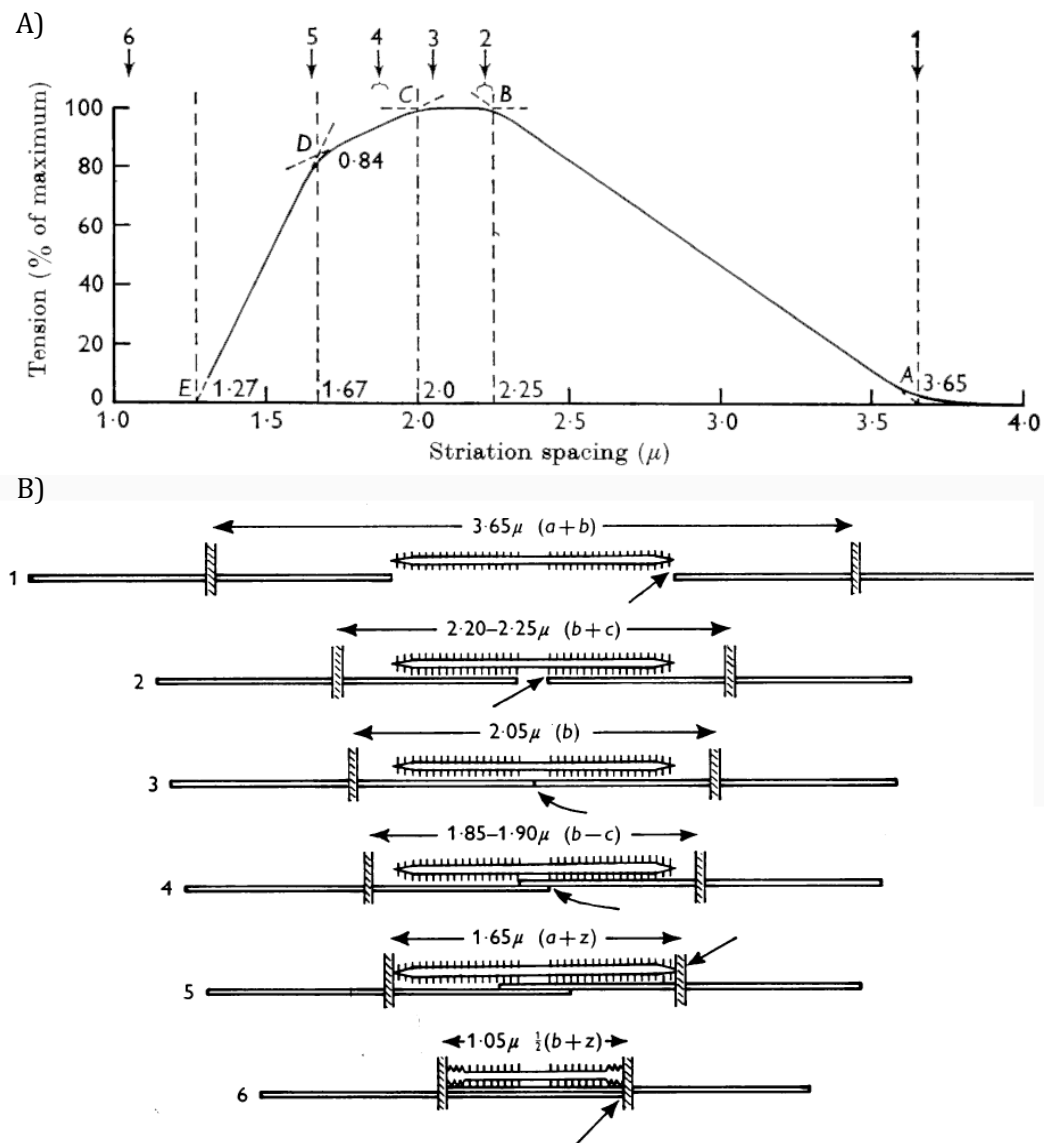 A)
6 5 4 3 2 1
100 C B
D
80 0·84
60
40
20
A
0 E 1·27 1·67 2·0 2·25 3·65
1·0 1·5 2·0 2·5 3·0 3·5 4·0
Tension (% of maximum)
Striation spacing (μ)
B)
3·65μ (a+b)
1
2·20–2·25μ (b+c)
2
2·05μ (b)
3
1·85–1·90μ (b−c)
4
1·65μ (a+z)
5
1·05μ ½(b+z)
6